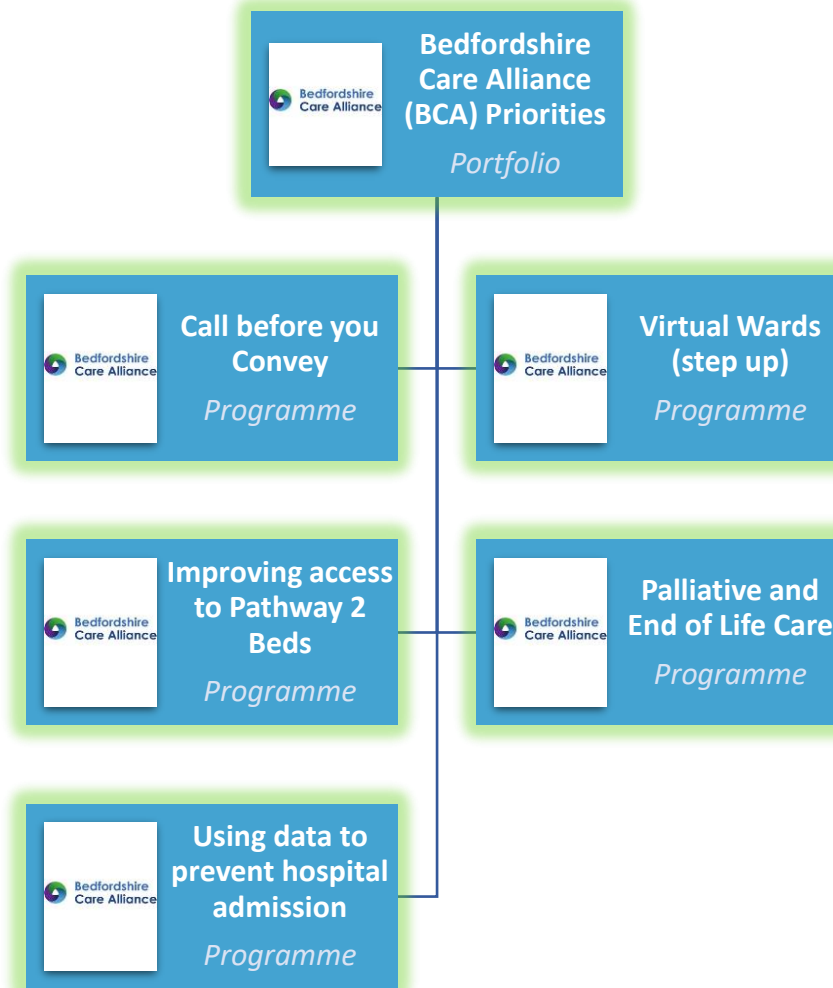 Bedfordshire
Care Alliance
Bedfordshire
Care Alliance
(BCA) Priorities
Portfolio
Bedfordshire
Care Alliance
Call before you
Convey
Programme
Bedfordshire
Care Alliance
Virtual Wards
(step up)
Programme
Bedfordshire
Care Alliance
Improving access
to Pathway 2
Beds
Programme
Bedfordshire
Care Alliance
Palliative and
End of Life Care
Programme
Bedfordshire
Care Alliance
Using data to
prevent hospital
admission
Programme